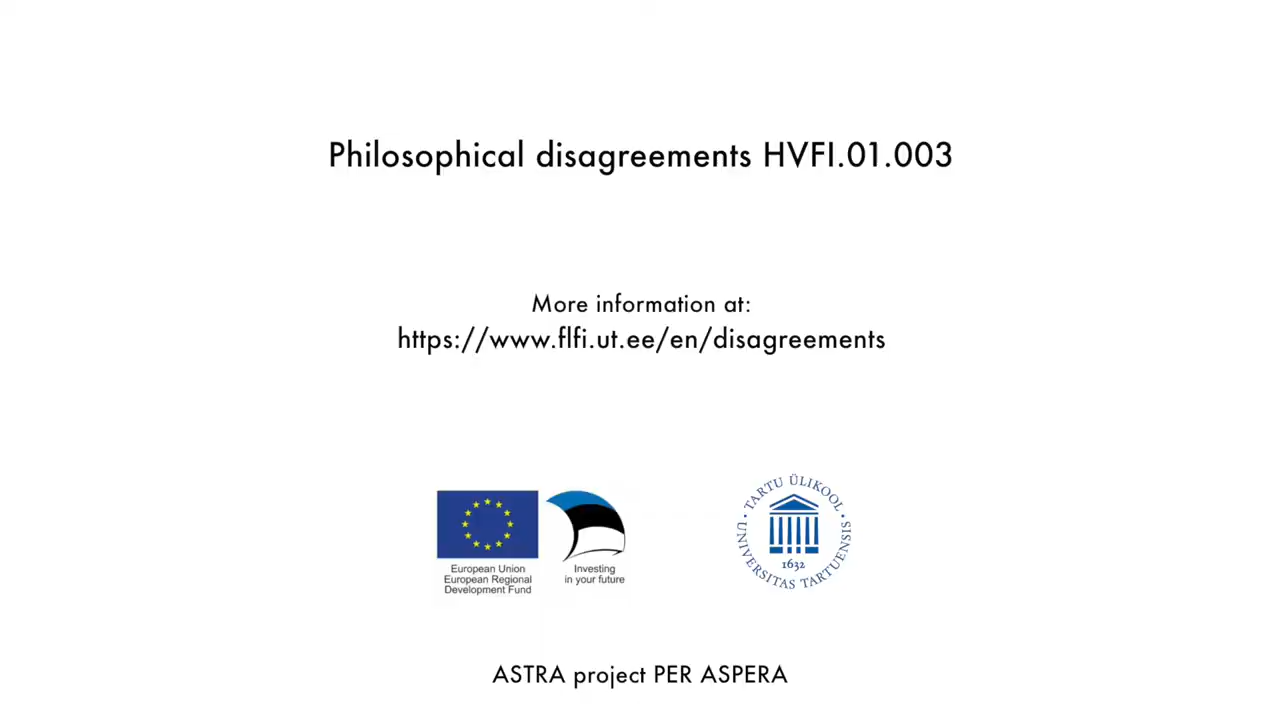 Philosophical disagreements HVFI.01.003
More information at:
https://www.flfi.ut.ee/en/disagreements
European Union
European Regional
Development Fund
Investing
in your future
TARTU ÜLIKOOL
UNIVERSITAS TARTUENSIS
1632
ASTRA project PER ASPERA